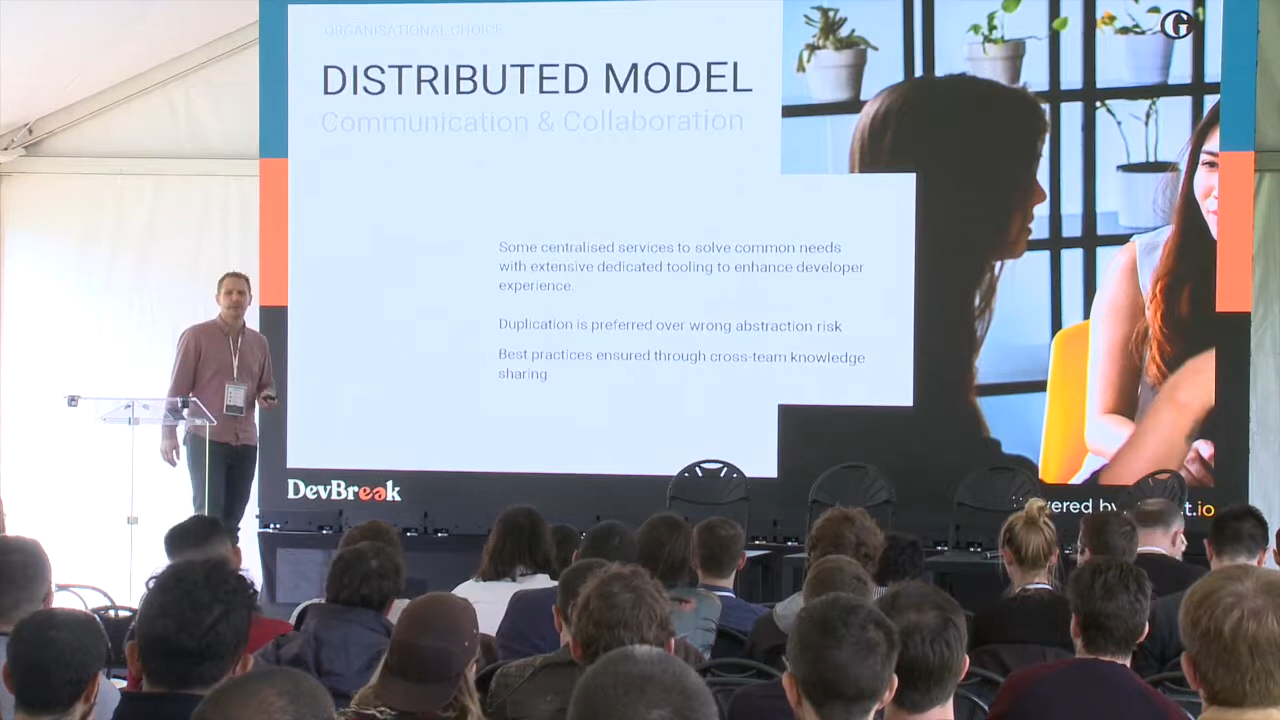 ORGANISATIONAL CHOICE
DISTRIBUTED MODEL
Communication & Collaboration
G
Some centralised services to solve common needs
with extensive dedicated tooling to enhance developer
experience.
Duplication is preferred over wrong abstraction risk
Best practices ensured through cross-team knowledge
sharing
DevBreak